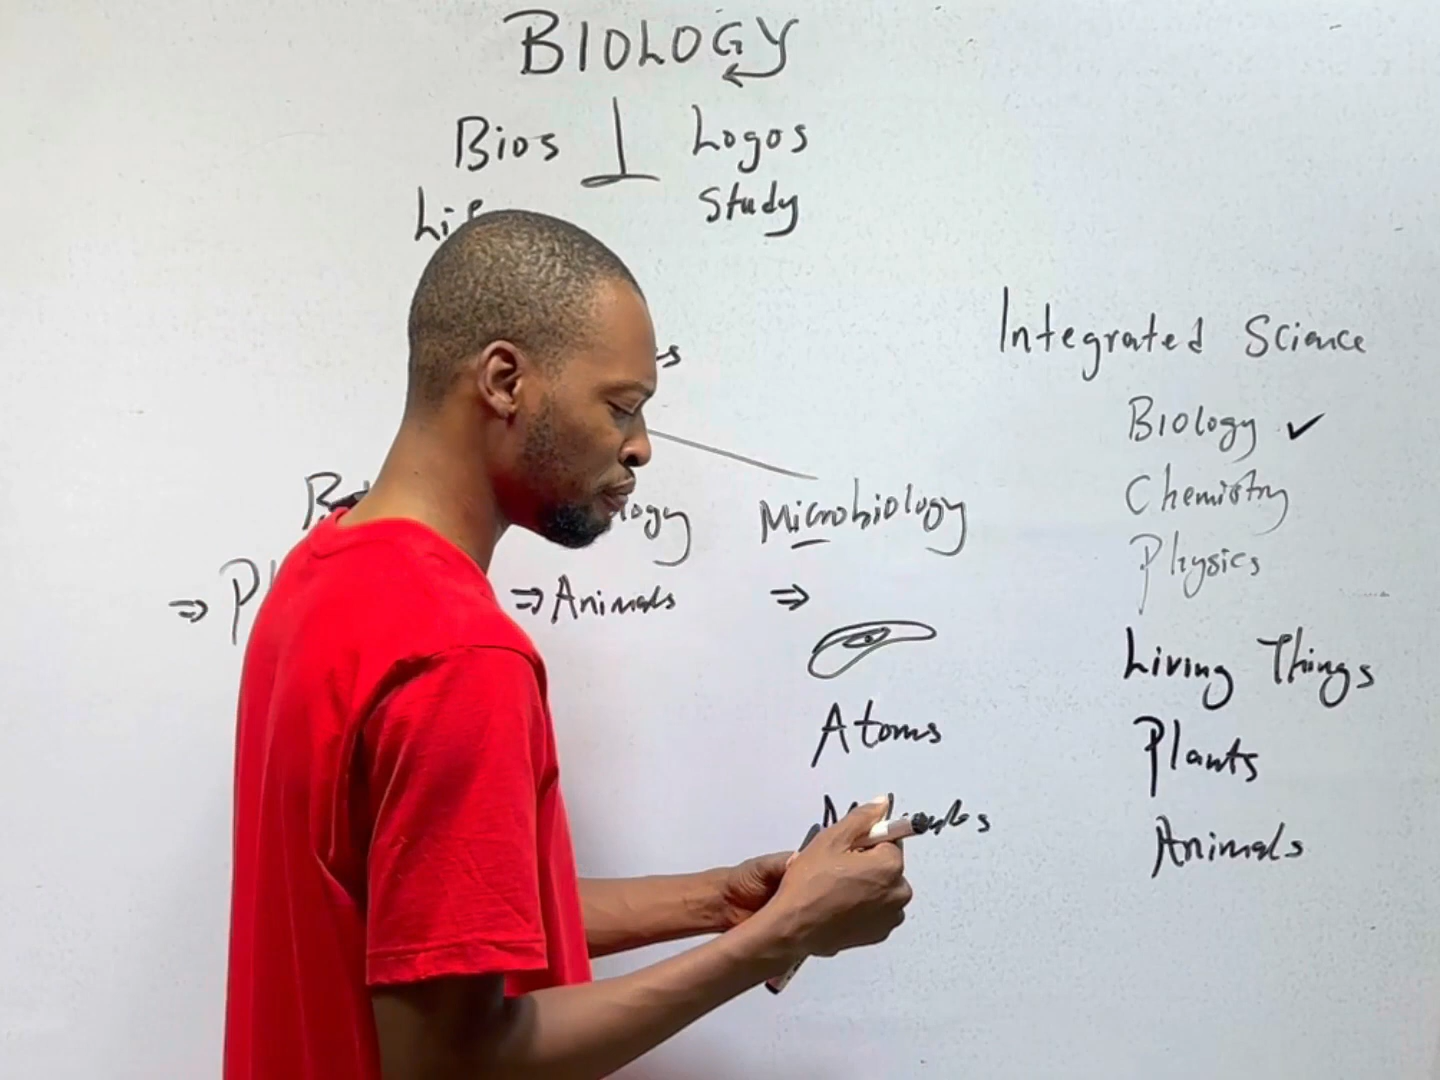 BIOLOGY
Bios Logos
Study
Integrated Science
Biology ✓
Chemistry
Physics
Microbiology
⇒ ⇒ Animals ⇒
Living Things
Atoms
Plants
Animals